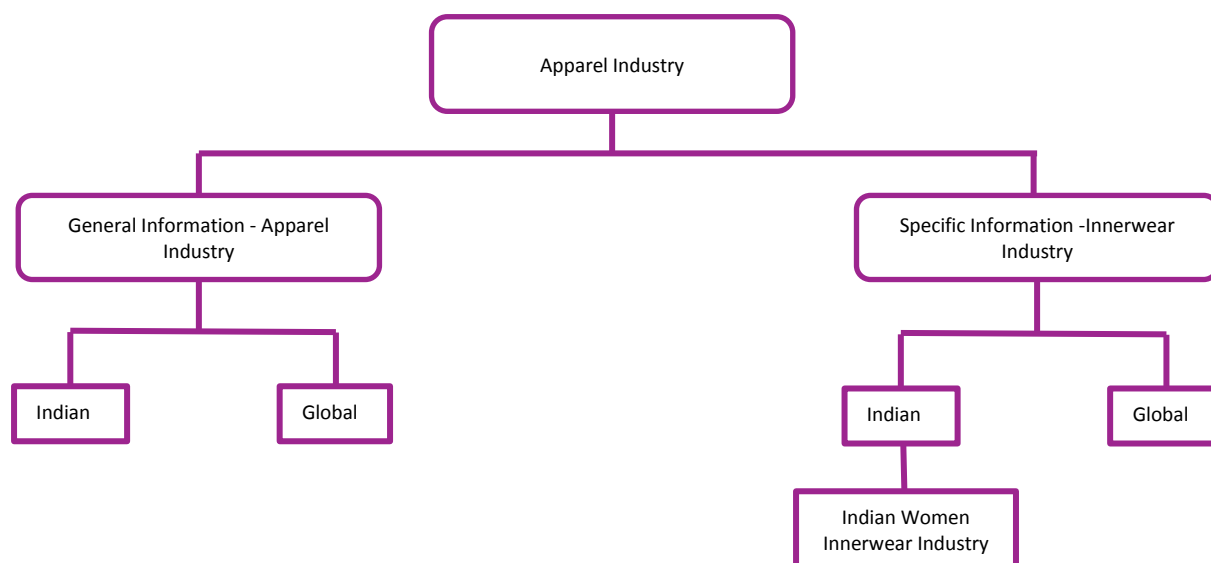 Apparel Industry
General Information - Apparel
Industry
Specific Information -Innerwear
Industry
Indian
Global
Indian
Global
Indian Women
Innerwear Industry